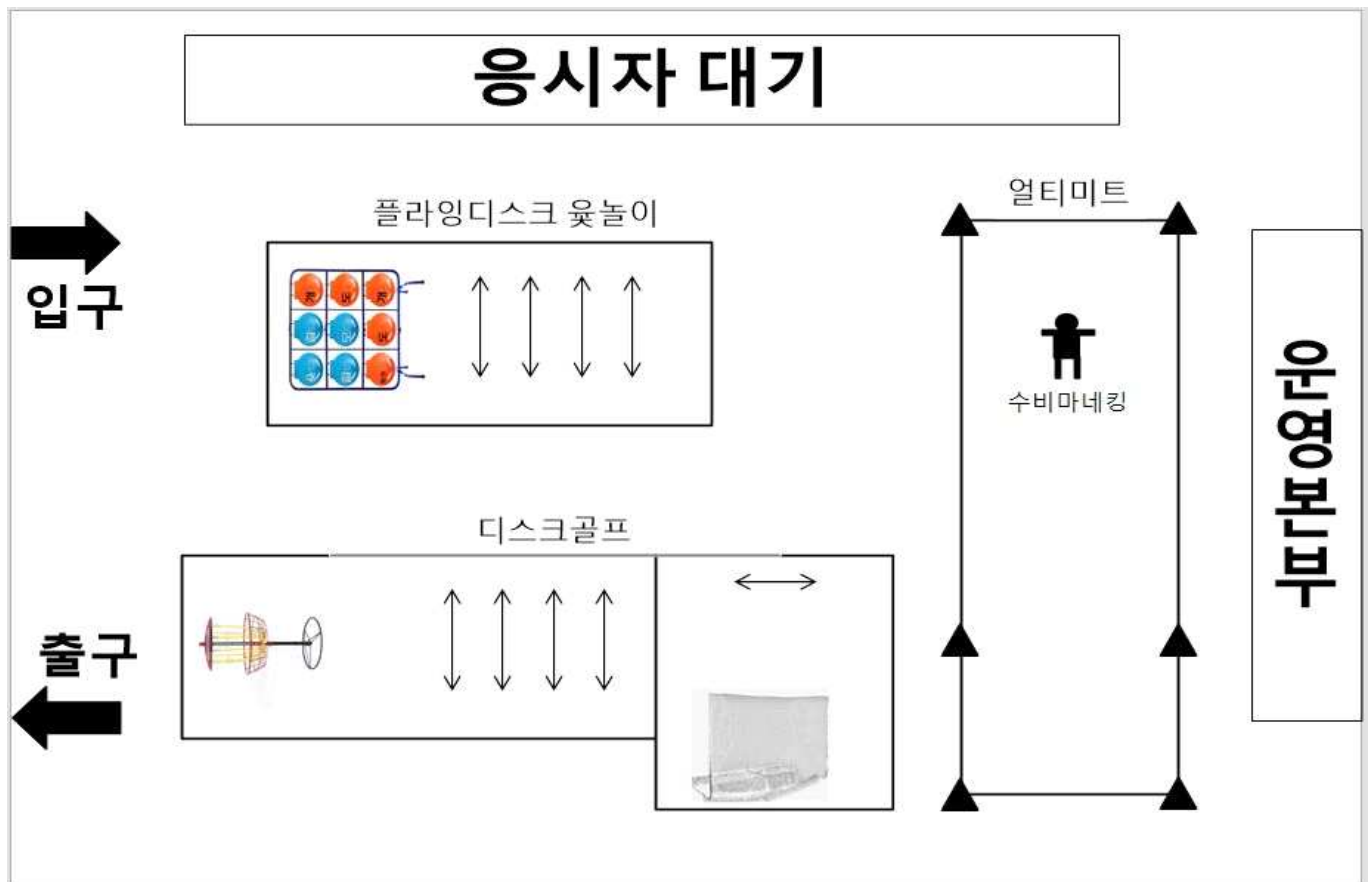 응시자 대기
얼티미트
플라잉디스크 윷놀이
입구
수비마네킹
운영본부
디스크골프
출구